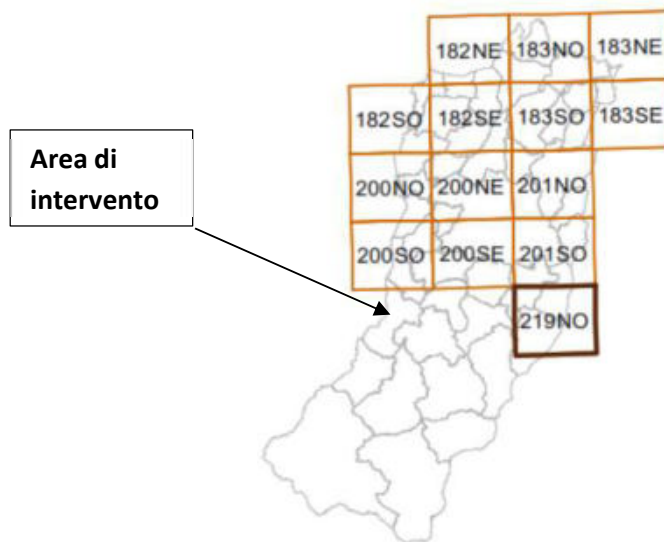 182NE 183NO 183NE
182SO 182SE 183SO 183SE
Area di
intervento
200NO 200NE 201NO
200SO 200SE 201SO
219NO